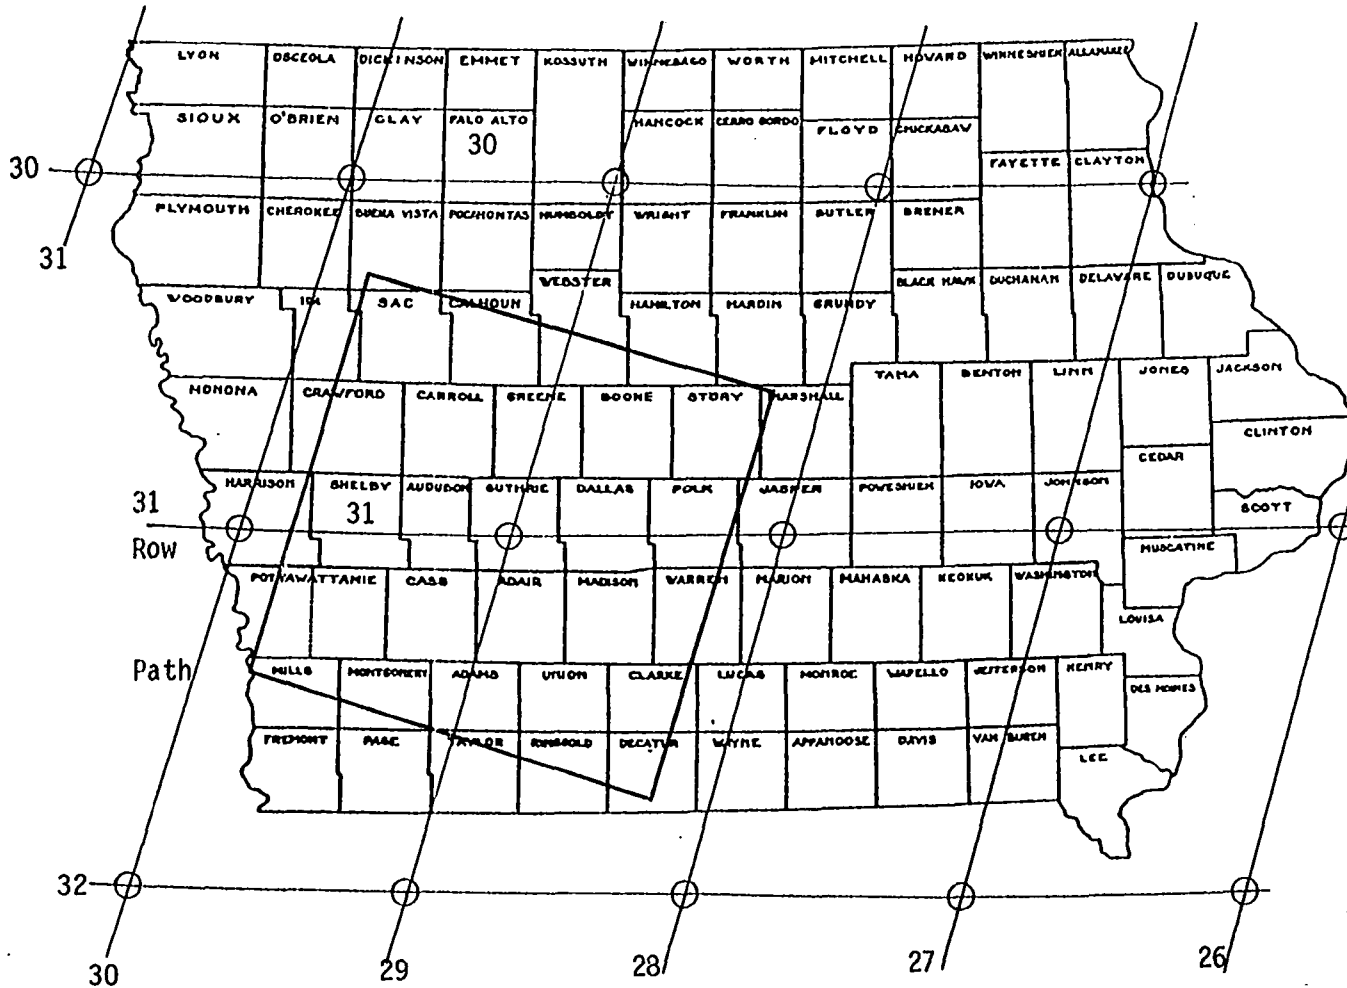 LYON OSCEOLA DICKINSON EMMET KOSSUTH WINNEBAGO WORTH MITCHELL HOWARD WINNESHIEK ALLAMAKEE
SIOUX O'BRIEN CLAY PALO ALTO HANCOCK CERRO GORDO FLOYD CHICKASAW
30
FAYETTE CLAYTON
30
PLYMOUTH CHEROKEE BUENA VISTA POCAHONTAS HUMBOLDT WRIGHT FRANKLIN BUTLER BREMER
31
WOODBURY IDA SAC CALHOUN WEBSTER HAMILTON HARDIN GRUNDY BLACK HAWK BUCHANAN DELAWARE DUBUQUE
MONONA CRAWFORD CARROLL GREENE BOONE STORY MARSHALL TAMA BENTON LINN JONES JACKSON
CLINTON
CEDAR
HARRISON SHELBY AUDUBON GUTHRIE DALLAS POLK JASPER POWESHIEK IOWA JOHNSON SCOTT
31
31
Row
MUSCATINE
POTTAWATTAMIE CASS ADAIR MADISON WARREN MARION MAHASKA KEOKUK WASHINGTON
LOUISA
Path
MILLS MONTGOMERY ADAMS UNION CLARKE LUCAS MONROE WAPELLO JEFFERSON HENRY DES MOINES
FREMONT PAGE TAYLOR RINGGOLD DECATUR WAYNE APPANOOSE DAVIS VAN BUREN LEE
32
30 29 28 27 26